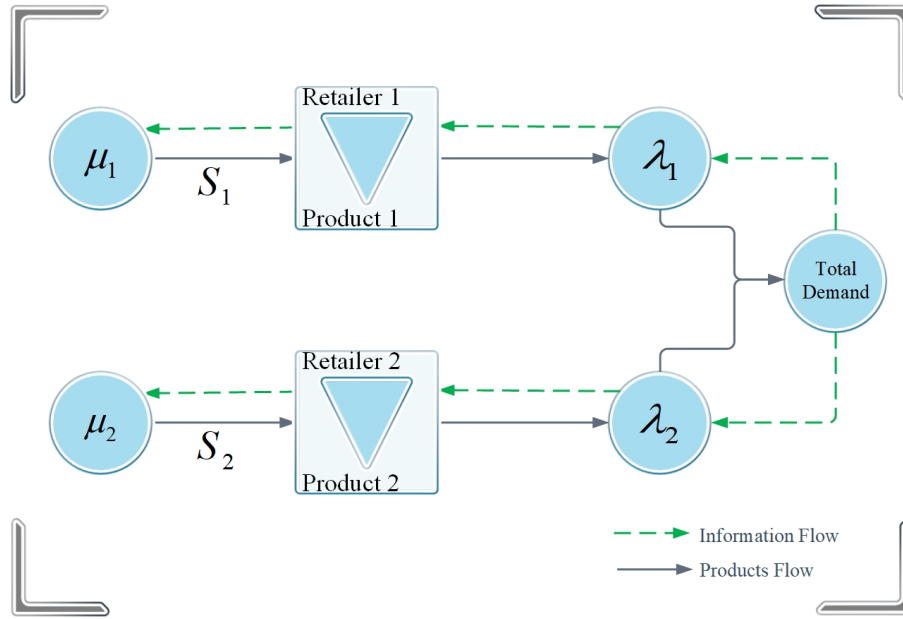 Retailer 1
μ₁
S₁
λ₁
Product 1
Total
Demand
Retailer 2
μ₂
S₂
λ₂
Product 2
Information Flow
Products Flow